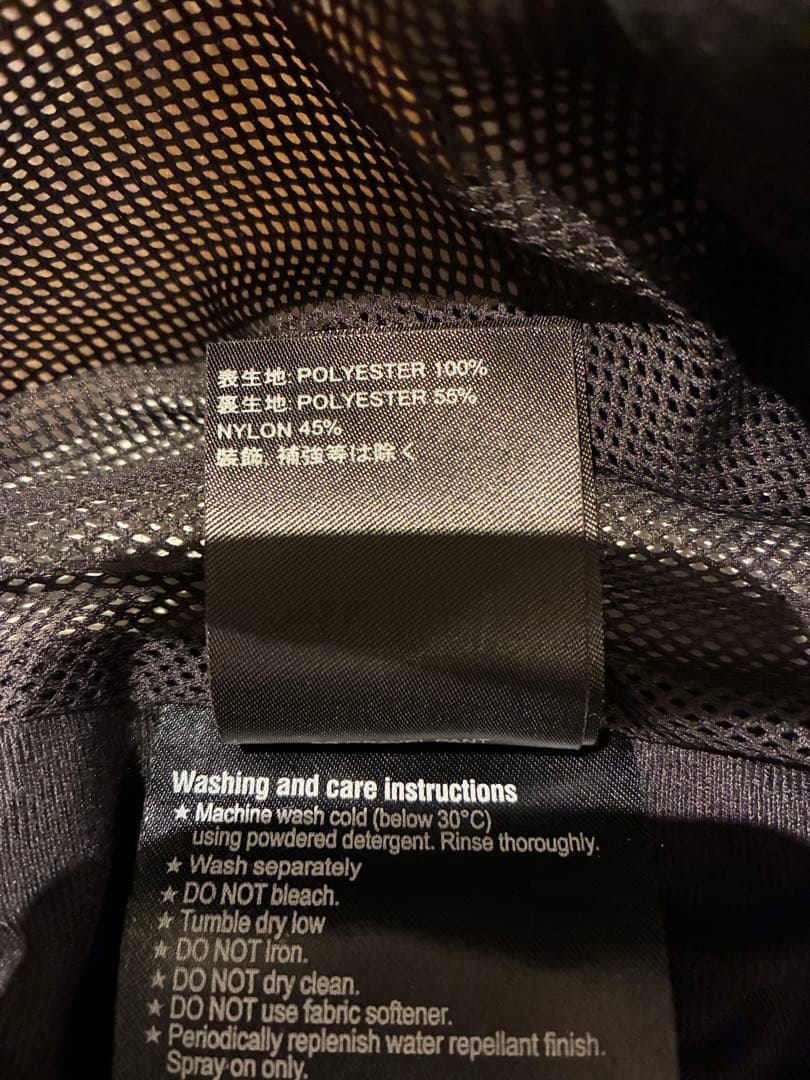 表生地: POLYESTER 100%
裏生地: POLYESTER 55%
NYLON 45%
装飾, 補強等は除く
Washing and care instructions
★ Machine wash cold (below 30°C)
using powdered detergent. Rinse thoroughly.
★ Wash separately
★ DO NOT bleach.
★ Tumble dry low
★ DO NOT Iron.
★ DO NOT dry clean.
★ DO NOT use fabric softener.
★ Periodically replenish water repellant finish.
Spray on only.